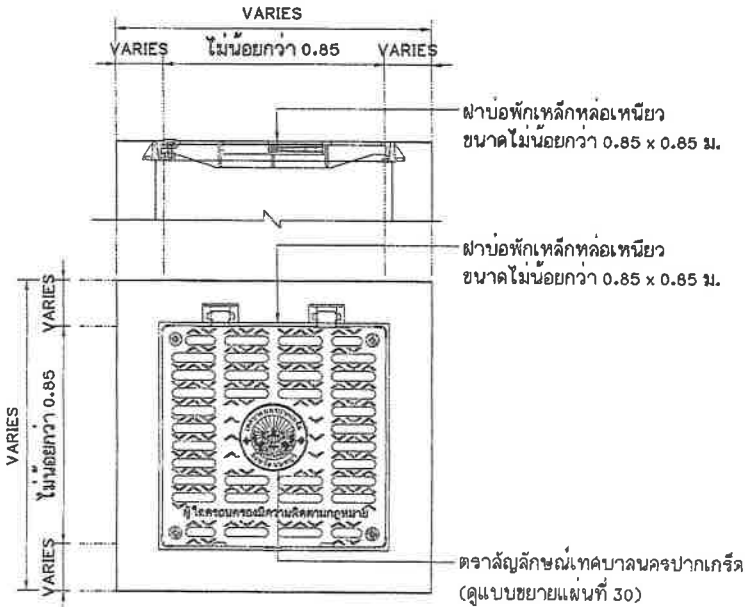 VARIES
VARIES ไม่น้อยกว่า 0.85 VARIES
ฝาบ่อพักเหล็กหล่อเหนียว
ขนาดไม่น้อยกว่า 0.85 x 0.85 ม.
ฝาบ่อพักเหล็กหล่อเหนียว
ขนาดไม่น้อยกว่า 0.85 x 0.85 ม.
VARIES
ไม่น้อยกว่า 0.85
VARIES
VARIES
ผู้ใดครอบครองมีความผิดตามกฎหมาย
ตราสัญลักษณ์เทศบาลนครปากเกร็ด
(ดูแบบขยายแผ่นที่ 30)